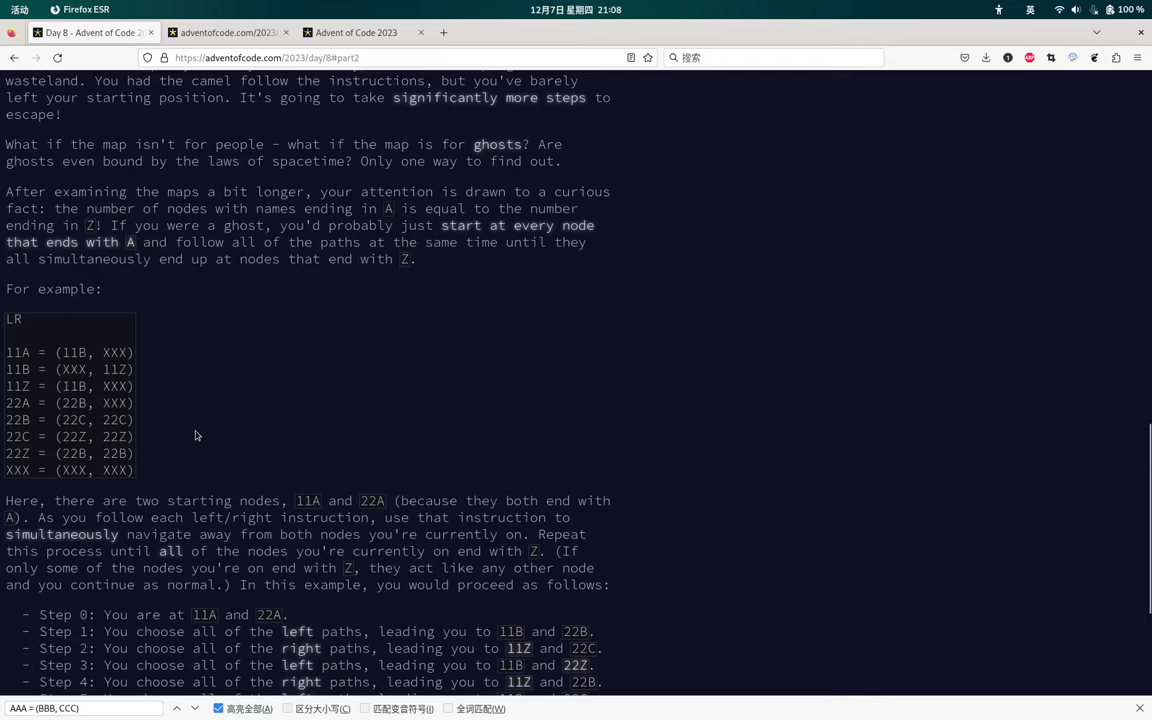 活动 Firefox ESR 12月7日 星期四 21:08 英 100 %
Day 8 - Advent of Code 2 adventofcode.com/2023/ Advent of Code 2023
https://adventofcode.com/2023/day/8#part2 搜索
wasteland. You had the camel follow the instructions, but you've barely
left your starting position. It's going to take significantly more steps to
escape!
What if the map isn't for people - what if the map is for ghosts? Are
ghosts even bound by the laws of spacetime? Only one way to find out.
After examining the maps a bit longer, your attention is drawn to a curious
fact: the number of nodes with names ending in A is equal to the number
ending in Z! If you were a ghost, you'd probably just start at every node
that ends with A and follow all of the paths at the same time until they
all simultaneously end up at nodes that end with Z.
For example:
LR
11A = (11B, XXX)
11B = (XXX, 11Z)
11Z = (11B, XXX)
22A = (22B, XXX)
22B = (22C, 22C)
22C = (22Z, 22Z)
22Z = (22B, 22B)
XXX = (XXX, XXX)
Here, there are two starting nodes, 11A and 22A (because they both end with
A). As you follow each left/right instruction, use that instruction to
simultaneously navigate away from both nodes you're currently on. Repeat
this process until all of the nodes you're currently on end with Z. (If
only some of the nodes you're on end with Z, they act like any other node
and you continue as normal.) In this example, you would proceed as follows:
- Step 0: You are at 11A and 22A.
- Step 1: You choose all of the left paths, leading you to 11B and 22B.
- Step 2: You choose all of the right paths, leading you to 11Z and 22C.
- Step 3: You choose all of the left paths, leading you to 11B and 22Z.
- Step 4: You choose all of the right paths, leading you to 11Z and 22B.
AAA = (BBB, CCC) 高亮全部(A) 区分大小写(C) 匹配变音符号(I) 全词匹配(W)